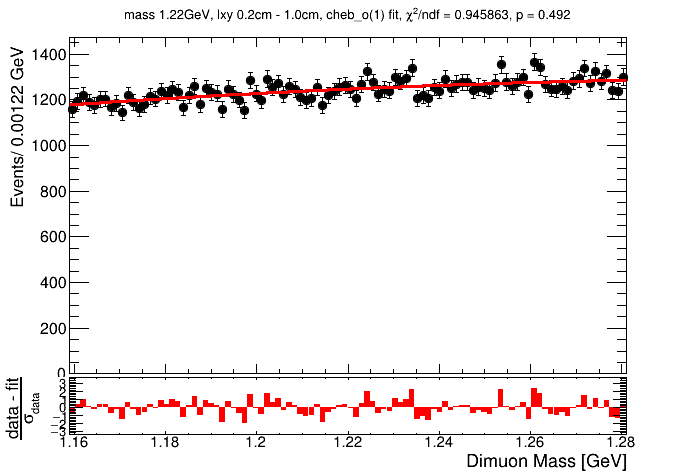 mass 1.22GeV, lxy 0.2cm - 1.0cm, cheb_o(1) fit, χ²/ndf = 0.945863, p = 0.492
Events/ 0.00122 GeV
1400
1200
1000
800
600
400
200
0
data - fit
σdata
3
2
1
0
−1
−2
−3
1.16 1.18 1.2 1.22 1.24 1.26 1.28
Dimuon Mass [GeV]